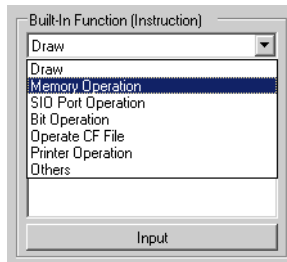 Built-In Function (Instruction)
Draw
Draw
Memory Operation
SIO Port Operation
Bit Operation
Operate CF File
Printer Operation
Others
Input